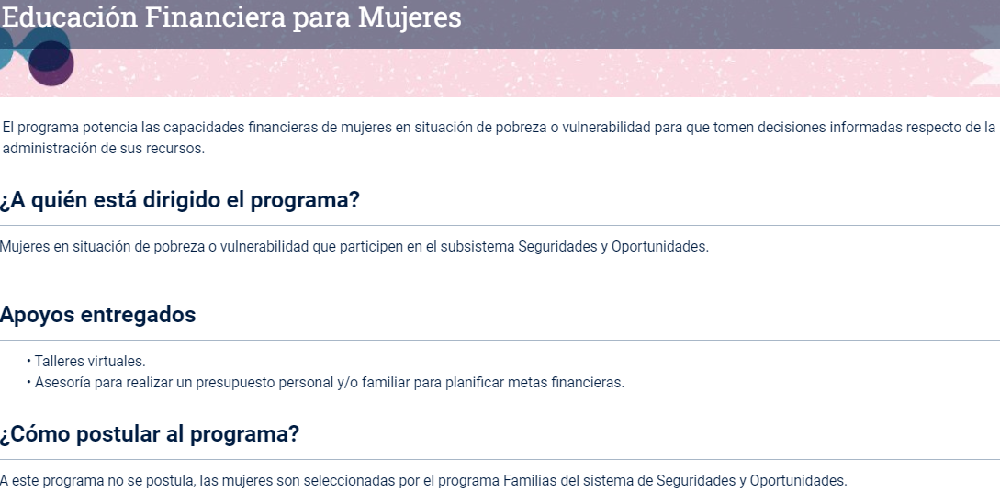 Educación Financiera para Mujeres
El programa potencia las capacidades financieras de mujeres en situación de pobreza o vulnerabilidad para que tomen decisiones informadas respecto de la
administración de sus recursos.
¿A quién está dirigido el programa?
Mujeres en situación de pobreza o vulnerabilidad que participen en el subsistema Seguridades y Oportunidades.
Apoyos entregados
• Talleres virtuales.
• Asesoría para realizar un presupuesto personal y/o familiar para planificar metas financieras.
¿Cómo postular al programa?
A este programa no se postula, las mujeres son seleccionadas por el programa Familias del sistema de Seguridades y Oportunidades.